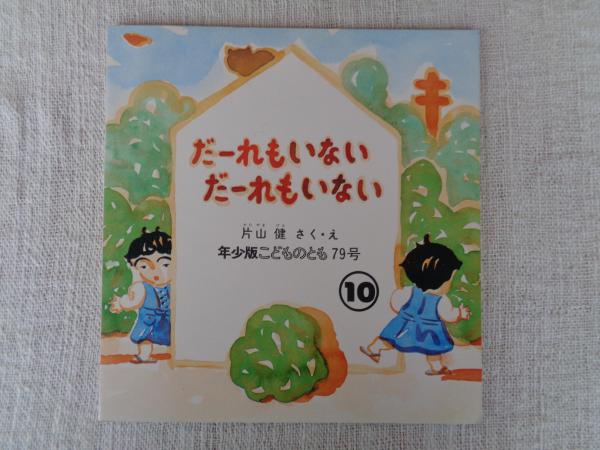 だーれもいない
だーれもいない
かた やま けん
片山 健 さく・え
年少版こどものとも 79号
10